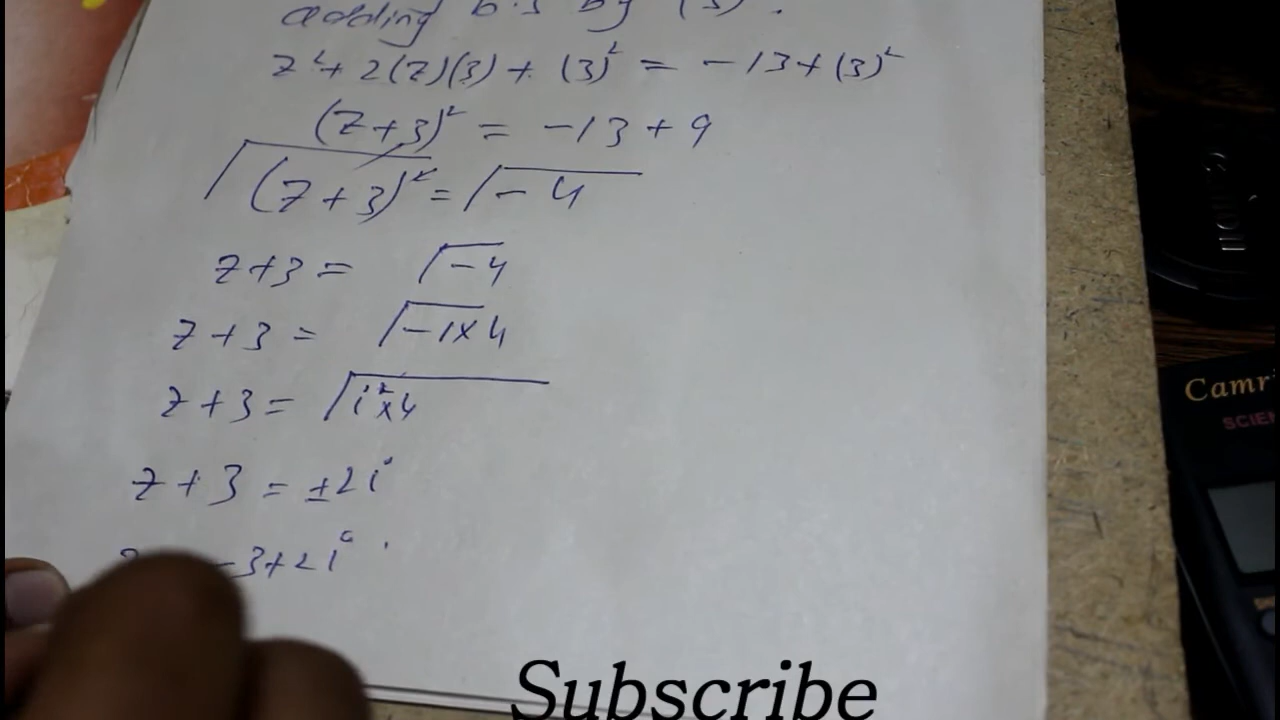 adding b.s by (3)².
z²+ 2(z)(3) + (3)² = -13+(3)²
(z+3)² = -13+9
√(z+3)² = √-4
z+3 = √-4
z+3 = √-1×4
z+3 = √i²×4
z+3 = ±2i
-3+2i
Camr
SCIEN
Subscribe